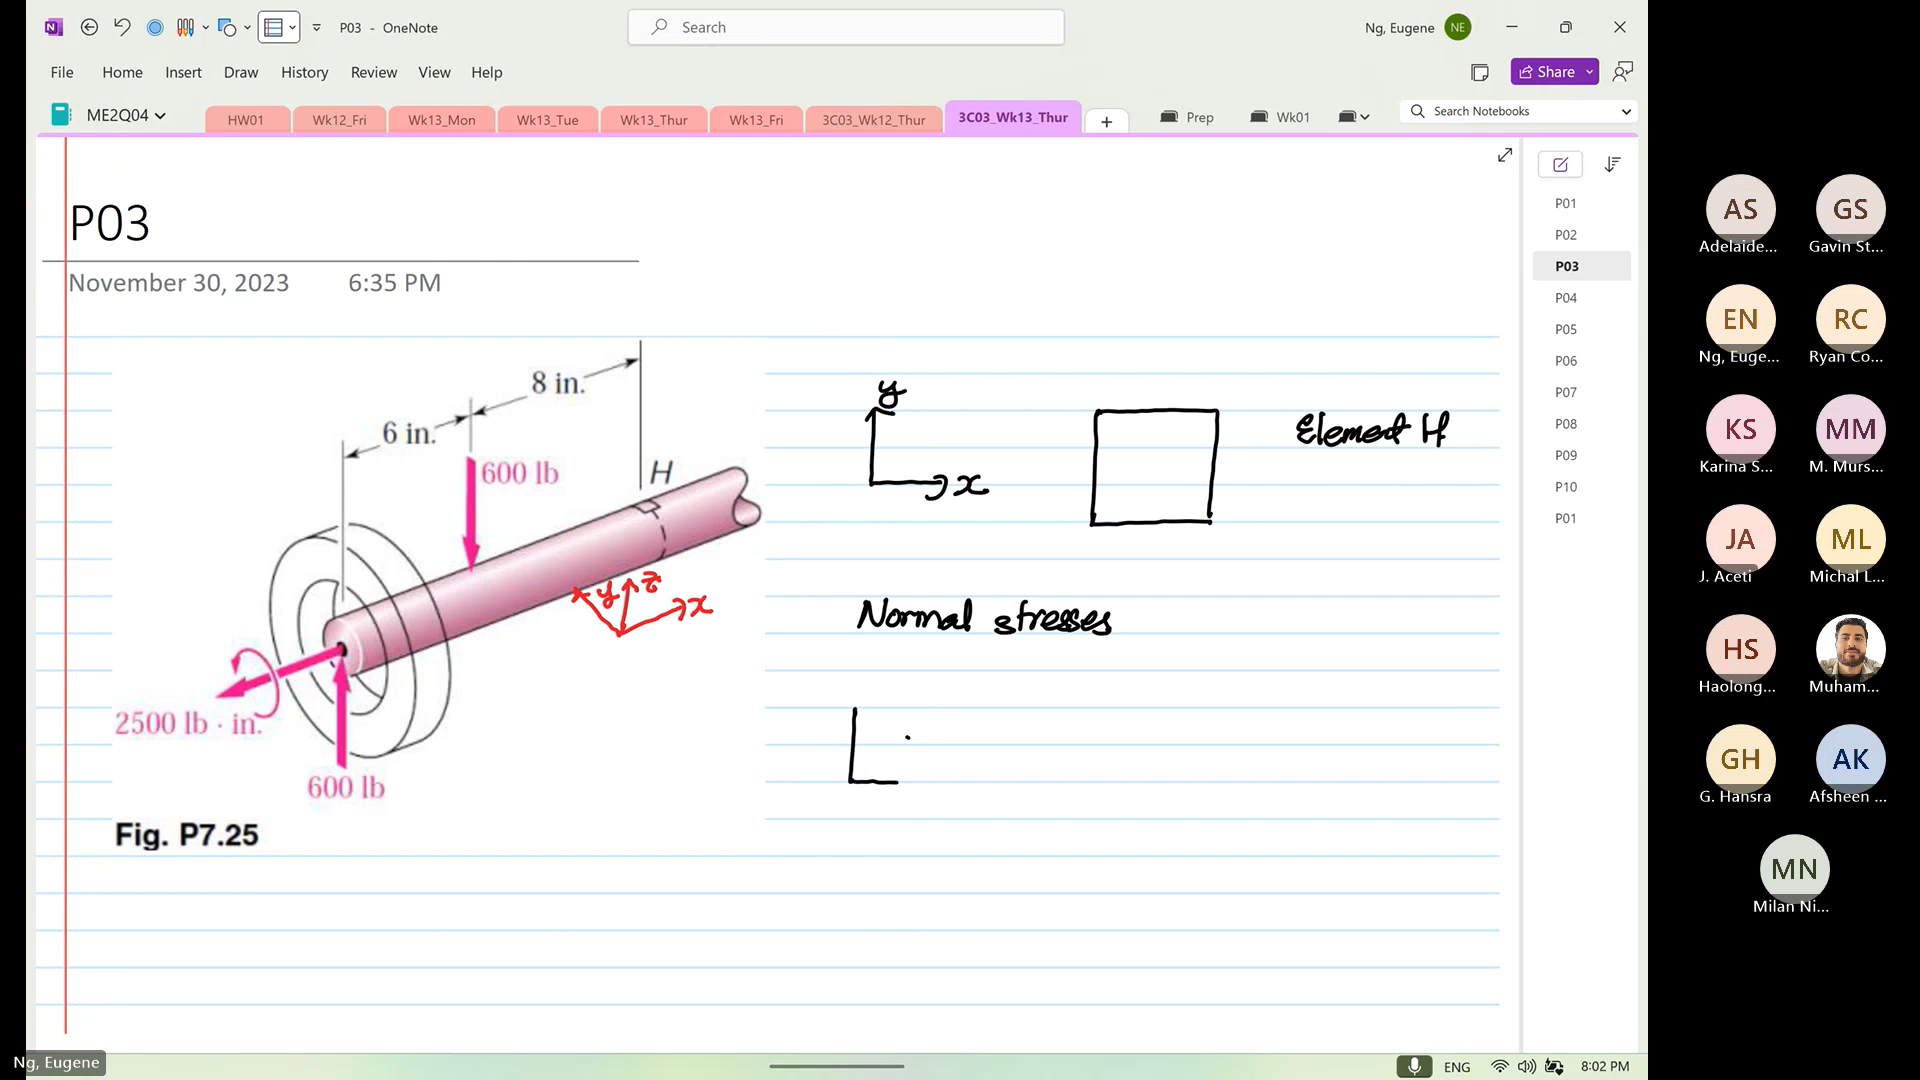 P03 - OneNote
Search
Ng, Eugene
NE
File Home Insert Draw History Review View Help
Share
ME2Q04
HW01
Wk12_Fri
Wk13_Mon
Wk13_Tue
Wk13_Thur
Wk13_Fri
3C03_Wk12_Thur
3C03_Wk13_Thur
+
Prep
Wk01
Search Notebooks
P03
November 30, 2023 6:35 PM
P01
P02
P03
P04
P05
P06
P07
P08
P09
P10
P01
8 in.
6 in.
600 lb
H
y z x
2500 lb · in.
600 lb
Fig. P7.25
y
x
Element H
Normal stresses
AS
Adelaide...
GS
Gavin St...
EN
Ng, Euge...
RC
Ryan Co...
KS
Karina S...
MM
M. Murs...
JA
J. Aceti
ML
Michal L...
HS
Haolong...
Muham...
GH
G. Hansra
AK
Afsheen ...
MN
Milan Ni...
Ng, Eugene
ENG
8:02 PM